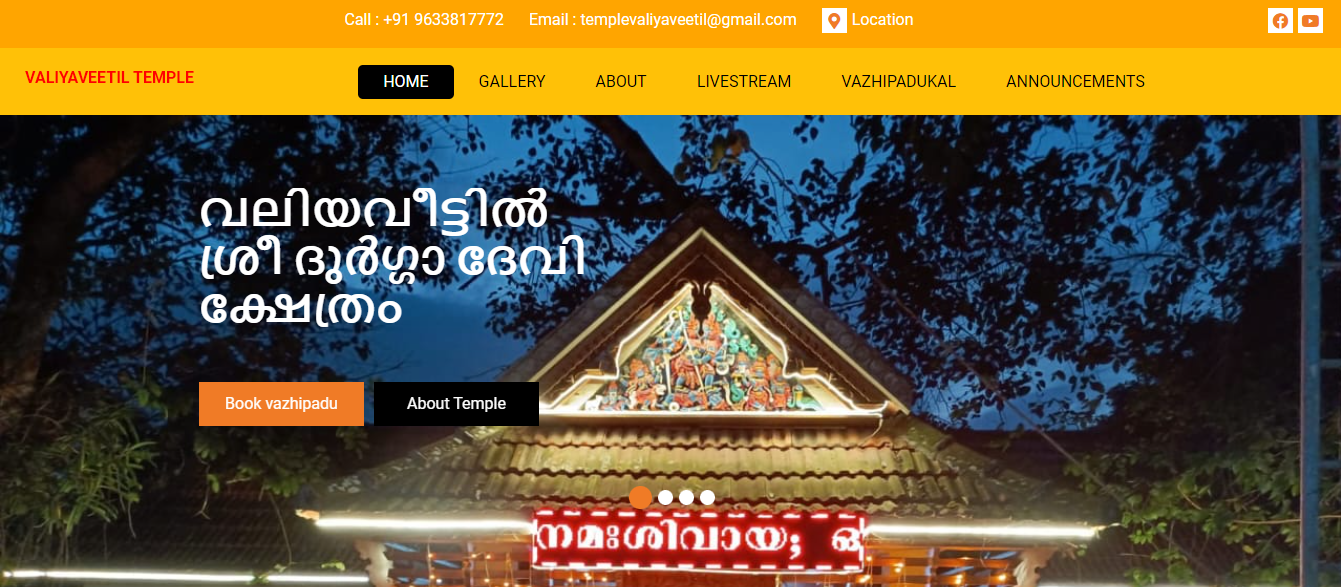 Call : +91 9633817772 Email : templevaliyaveetil@gmail.com Location
VALIYAVEETIL TEMPLE
HOME GALLERY ABOUT LIVESTREAM VAZHIPADUKAL ANNOUNCEMENTS
വലിയവീട്ടിൽ
ശ്രീ ദുർഗ്ഗാ ദേവി
ക്ഷേത്രം
Book vazhipadu About Temple
നമഃശിവായ; ഒ